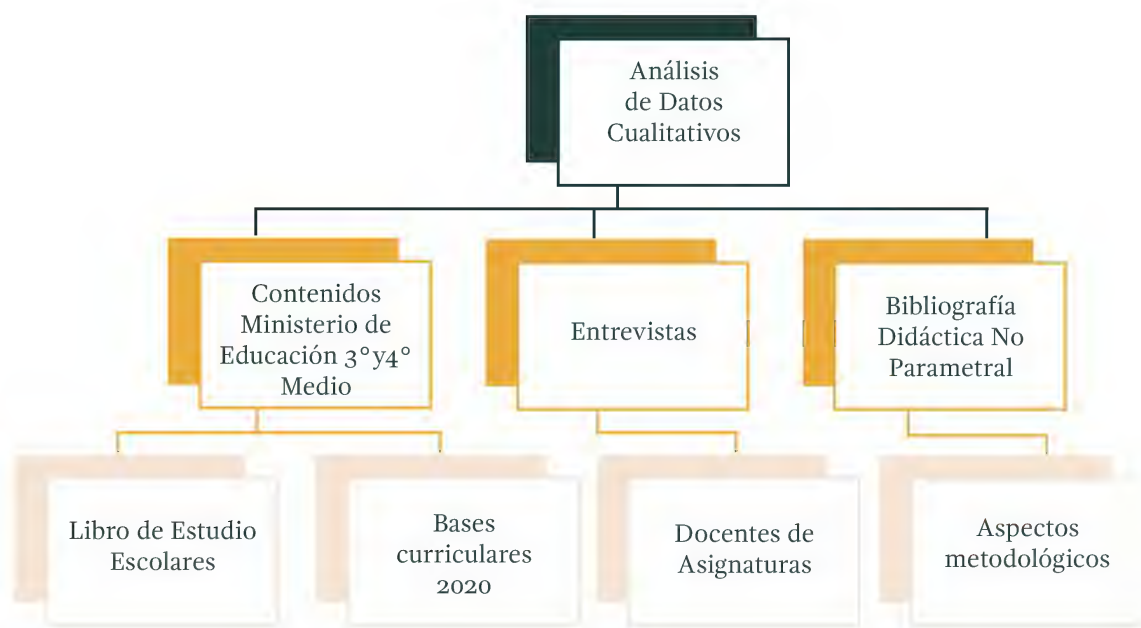 Análisis
de Datos
Cualitativos
Contenidos
Ministerio de
Educación 3°y4°
Medio
Entrevistas
Bibliografía
Didáctica No
Parametral
Libro de Estudio
Escolares
Bases
curriculares
2020
Docentes de
Asignaturas
Aspectos
metodológicos